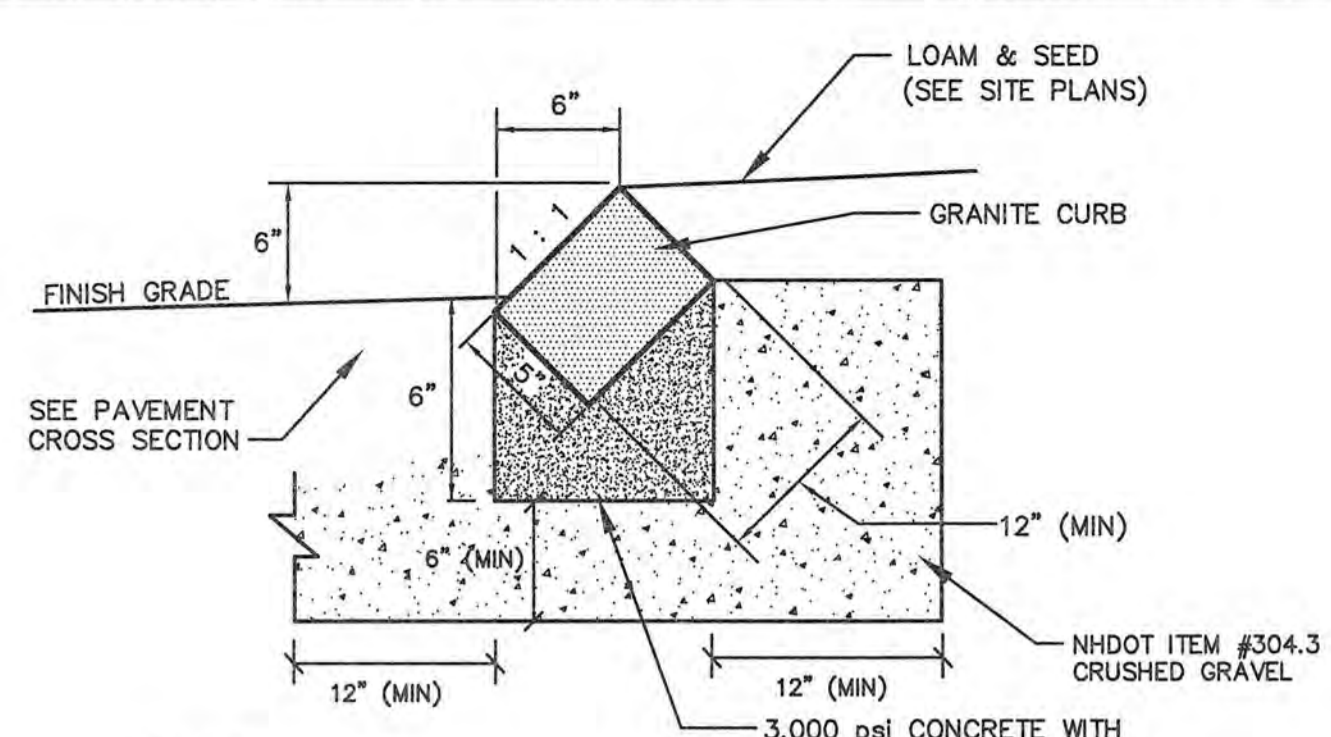 LOAM & SEED
(SEE SITE PLANS)
6"
GRANITE CURB
1 : 1
6"
FINISH GRADE
5"
6"
SEE PAVEMENT
CROSS SECTION
12" (MIN)
6" (MIN)
NHDOT ITEM #304.3
CRUSHED GRAVEL
12" (MIN)
12" (MIN)
3,000 psi CONCRETE WITH